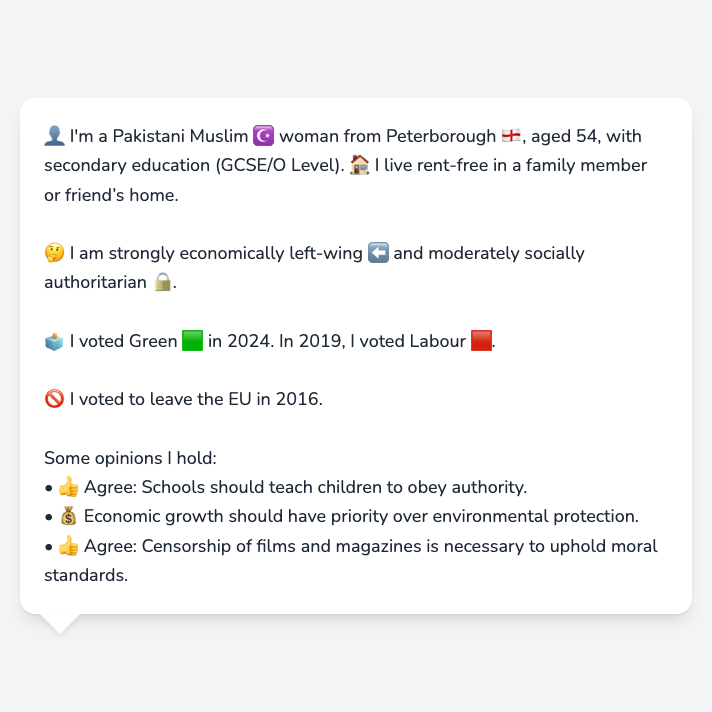 👤 I'm a Pakistani Muslim ☪️ woman from Peterborough 🏴󠁧󠁢󠁥󠁮󠁧󠁿, aged 54, with
secondary education (GCSE/O Level). 🏠 I live rent-free in a family member
or friend’s home.
🤔 I am strongly economically left-wing ⬅️ and moderately socially
authoritarian 🔒.
🗳️ I voted Green 🟩 in 2024. In 2019, I voted Labour 🟥.
🚫 I voted to leave the EU in 2016.
Some opinions I hold:
• 👍 Agree: Schools should teach children to obey authority.
• 💰 Economic growth should have priority over environmental protection.
• 👍 Agree: Censorship of films and magazines is necessary to uphold moral
standards.